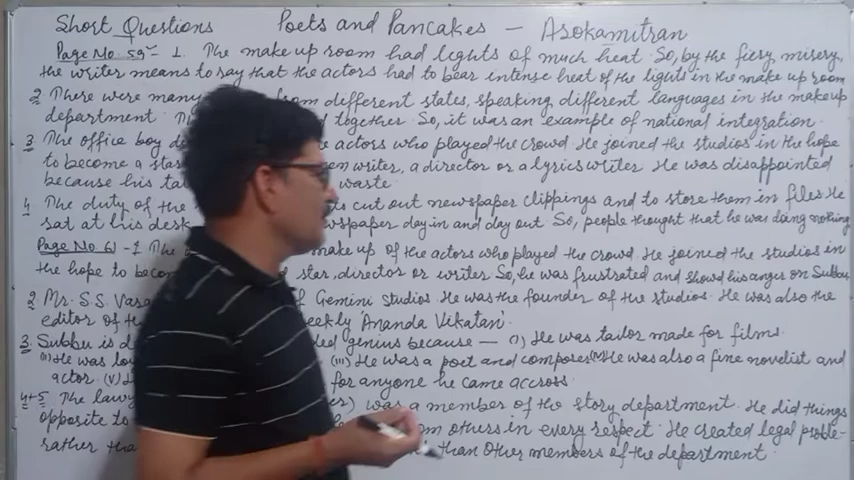 Short Questions Poets and Pancakes - Asokamitran
Page No. 59 - 1. The make up room had lights of much heat. So, by the fiery misery,
the writer means to say that the actors had to bear intense heat of the lights in the make up room
2 There were many from different states, speaking different languages in the makeup
department. together. So, it was an example of national integration.
3 The office boy actors who played the crowd. He joined the studios in the hope
to become a writer, a director or a lyrics writer. He was disappointed
because his waste
4 The duty of the cut out newspaper clippings and to store them in files. He
sat at his desk day in and day out. So, people thought that he was doing nothing
Page No. 61 - 1 The make up of the actors who played the crowd. He joined the studios in
the hope to star, director or writer. So, he was frustrated and showed his anger on Subbu
2 Mr. S.S. Gemini Studios. He was the founder of the studios. He was also the
editor of 'Ananda Vikatan'.
3 Subbu is genius because - (i) He was tailor made for films.
(ii) He was (iii) He was a poet and composer (iv) He was also a fine novelist and
actor (v) for anyone he came accross.
4+5 The was a member of the story department. He did things
opposite to from others in every respect. He created legal proble-
rather than other members of the department.